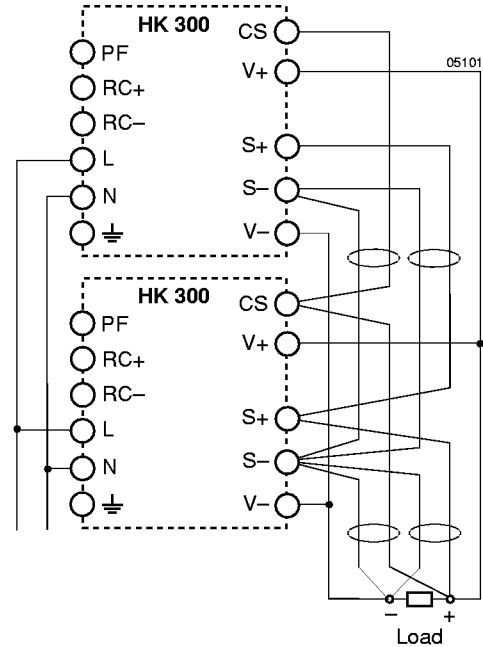 HK 300
PF
RC+
RC–
L
N
CS
V+
S+
S–
V–
05101
HK 300
PF
RC+
RC–
L
N
CS
V+
S+
S–
V–
– +
Load